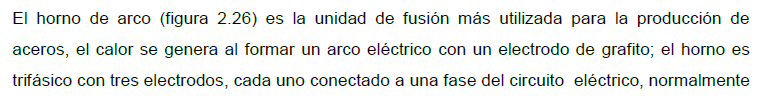 El horno de arco (figura 2.26) es la unidad de fusión más utilizada para la producción de
aceros, el calor se genera al formar un arco eléctrico con un electrodo de grafito; el horno es
trifásico con tres electrodos, cada uno conectado a una fase del circuito eléctrico, normalmente